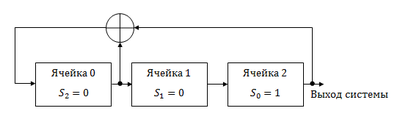 Ячейка 0
S₂ = 0
Ячейка 1
S₁ = 0
Ячейка 2
S₀ = 1
Выход системы